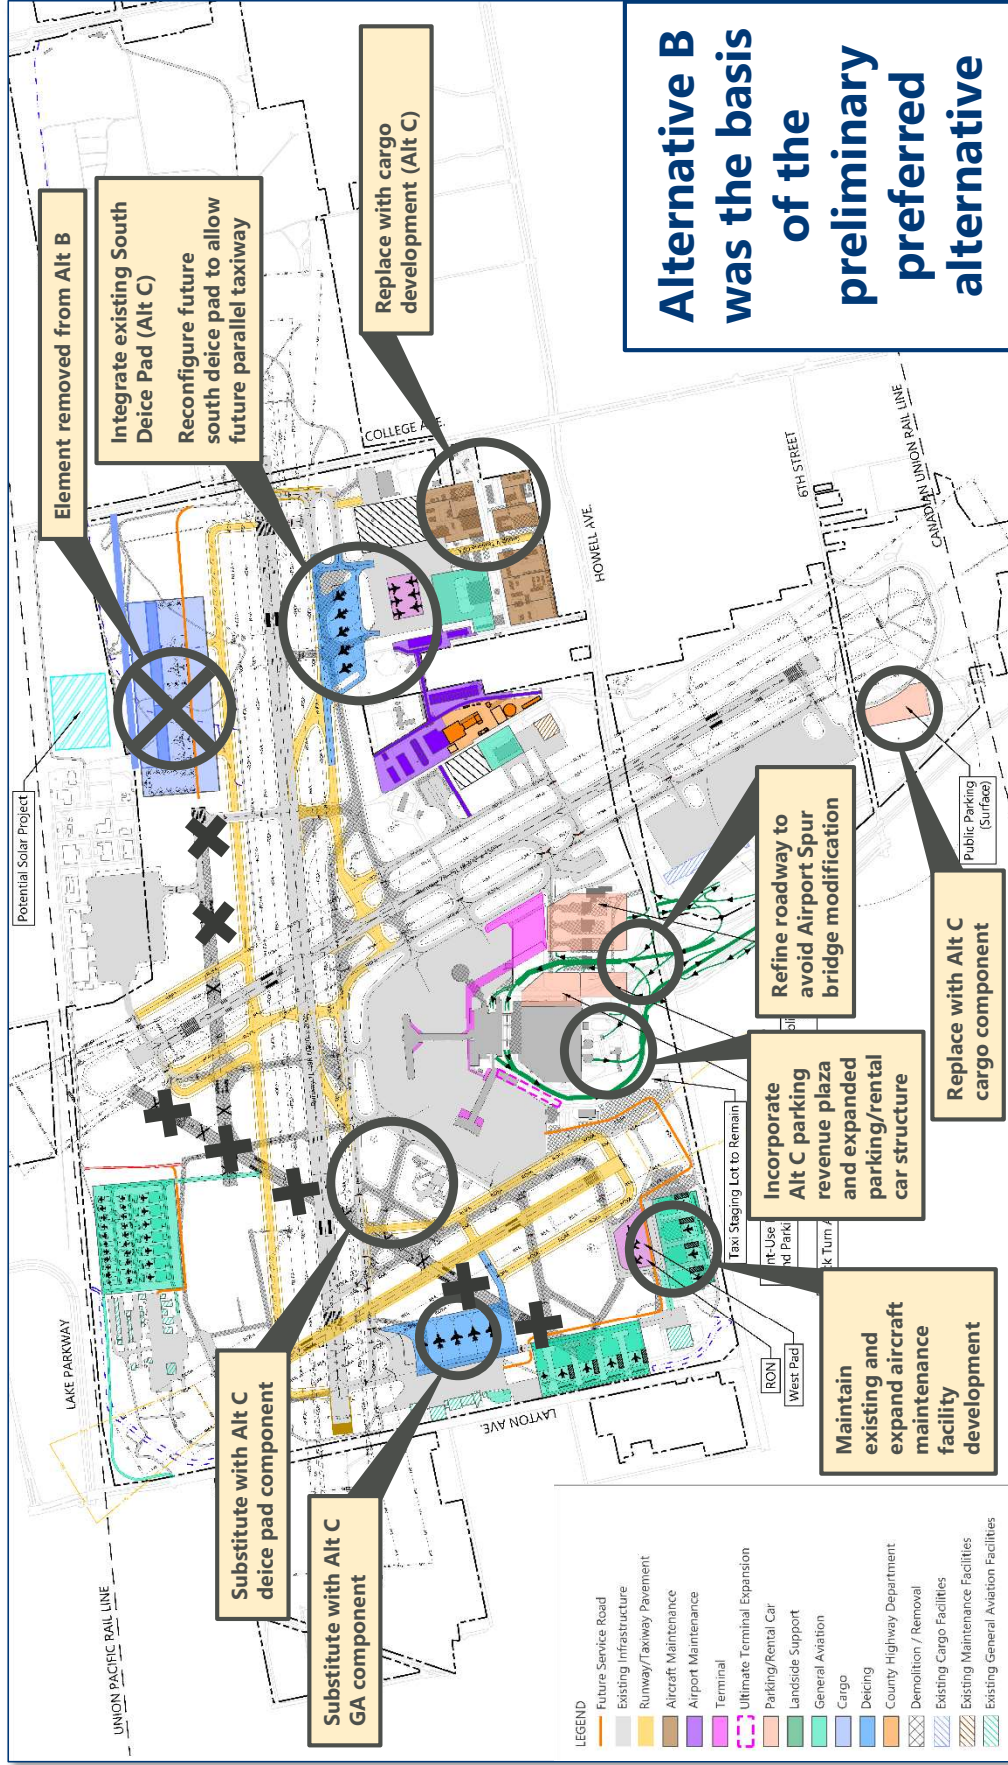 Alternative B
was the basis
of the
preliminary
preferred
alternative
Element removed from Alt B
Integrate existing South
Deice Pad (Alt C)
Reconfigure future
south deice pad to allow
future parallel taxiway
Replace with cargo
development (Alt C)
Refine roadway to
avoid Airport Spur
bridge modification
Incorporate
Alt C parking
revenue plaza
and expanded
parking/rental
car structure
Replace with Alt C
cargo component
Maintain
existing and
expand aircraft
maintenance
facility
development
Substitute with Alt C
deice pad component
Substitute with Alt C
GA component
Potential Solar Project
COLLEGE AVE.
HOWELL AVE.
6TH STREET
CANADIAN UNION RAIL LINE
Public Parking
(Surface)
LAKE PARKWAY
UNION PACIFIC RAIL LINE
LAYTON AVE.
Taxi Staging Lot to Remain
RON
West Pad
LEGEND
Future Service Road
Existing Infrastructure
Runway/Taxiway Pavement
Aircraft Maintenance
Airport Maintenance
Terminal
Ultimate Terminal Expansion
Parking/Rental Car
Landside Support
General Aviation
Cargo
Deicing
County Highway Department
Demolition / Removal
Existing Cargo Facilities
Existing Maintenance Facilities
Existing General Aviation Facilities